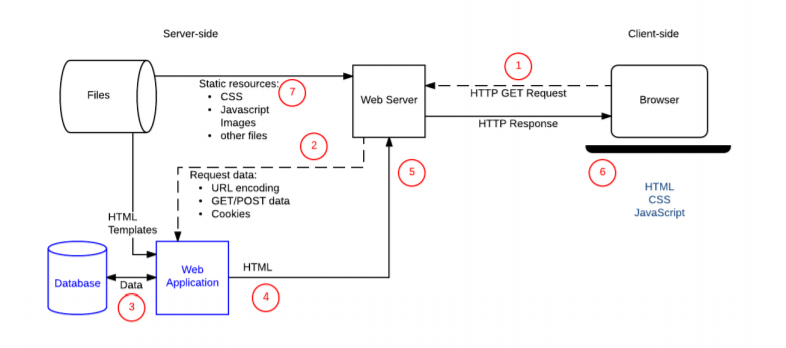 Server-side
Client-side
1
Files
Static resources:
• CSS
• Javascript
Images
• other files
7
Web Server
HTTP GET Request
HTTP Response
Browser
2
Request data:
• URL encoding
• GET/POST data
• Cookies
5
6
HTML
CSS
JavaScript
HTML
Templates
Database
Data
3
Web
Application
HTML
4